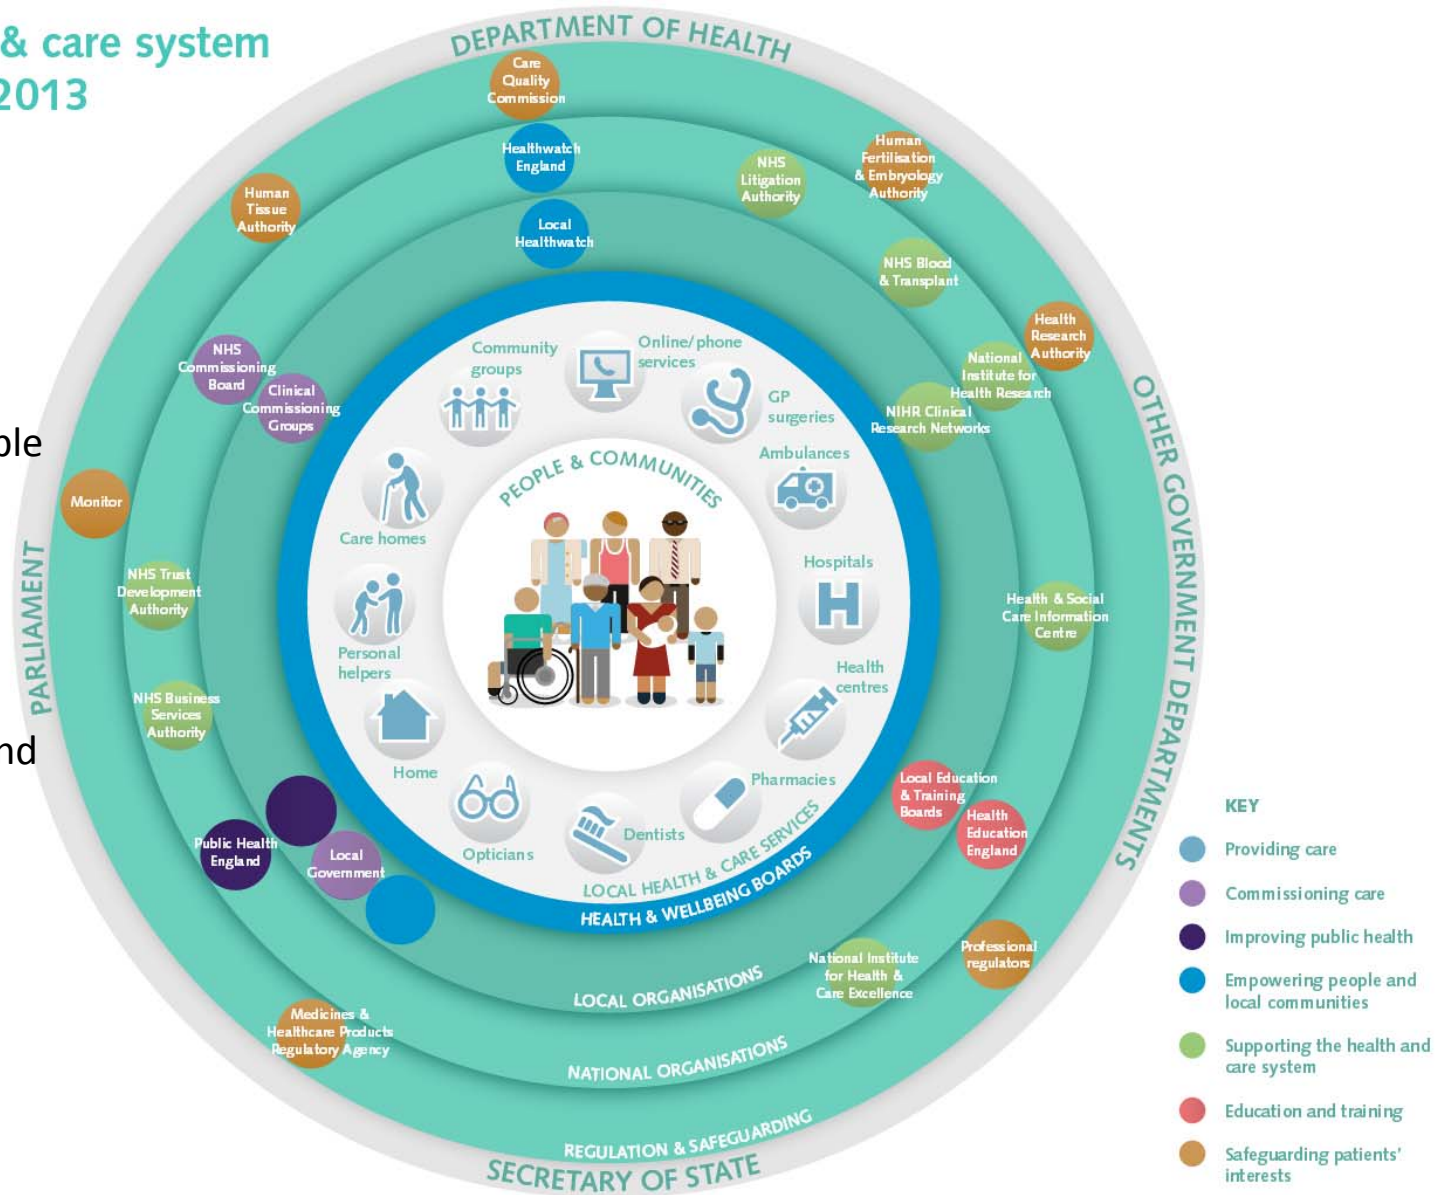 & care system
2013
ple
nd
DEPARTMENT OF HEALTH
OTHER GOVERNMENT DEPARTMENTS
SECRETARY OF STATE
PARLIAMENT
Care
Quality
Commission
Healthwatch
England
Local
Healthwatch
Human
Tissue
Authority
NHS
Litigation
Authority
Human
Fertilisation
& Embryology
Authority
NHS Blood
& Transplant
Health
Research
Authority
National
Institute for
Health Research
NIHR Clinical
Research Networks
NHS
Commissioning
Board
Clinical
Commissioning
Groups
Monitor
NHS Trust
Development
Authority
NHS Business
Services
Authority
Public Health
England
Local
Government
Medicines &
Healthcare Products
Regulatory Agency
Health & Social
Care Information
Centre
Local Education
& Training
Boards
Health
Education
England
Professional
regulators
National Institute
for Health &
Care Excellence
Community
groups
Online/phone
services
GP
surgeries
Ambulances
Hospitals
H
Health
centres
Pharmacies
Dentists
Opticians
Home
Personal
helpers
Care homes
PEOPLE & COMMUNITIES
LOCAL HEALTH & CARE SERVICES
HEALTH & WELLBEING BOARDS
LOCAL ORGANISATIONS
NATIONAL ORGANISATIONS
REGULATION & SAFEGUARDING
KEY
Providing care
Commissioning care
Improving public health
Empowering people and
local communities
Supporting the health and
care system
Education and training
Safeguarding patients'
interests